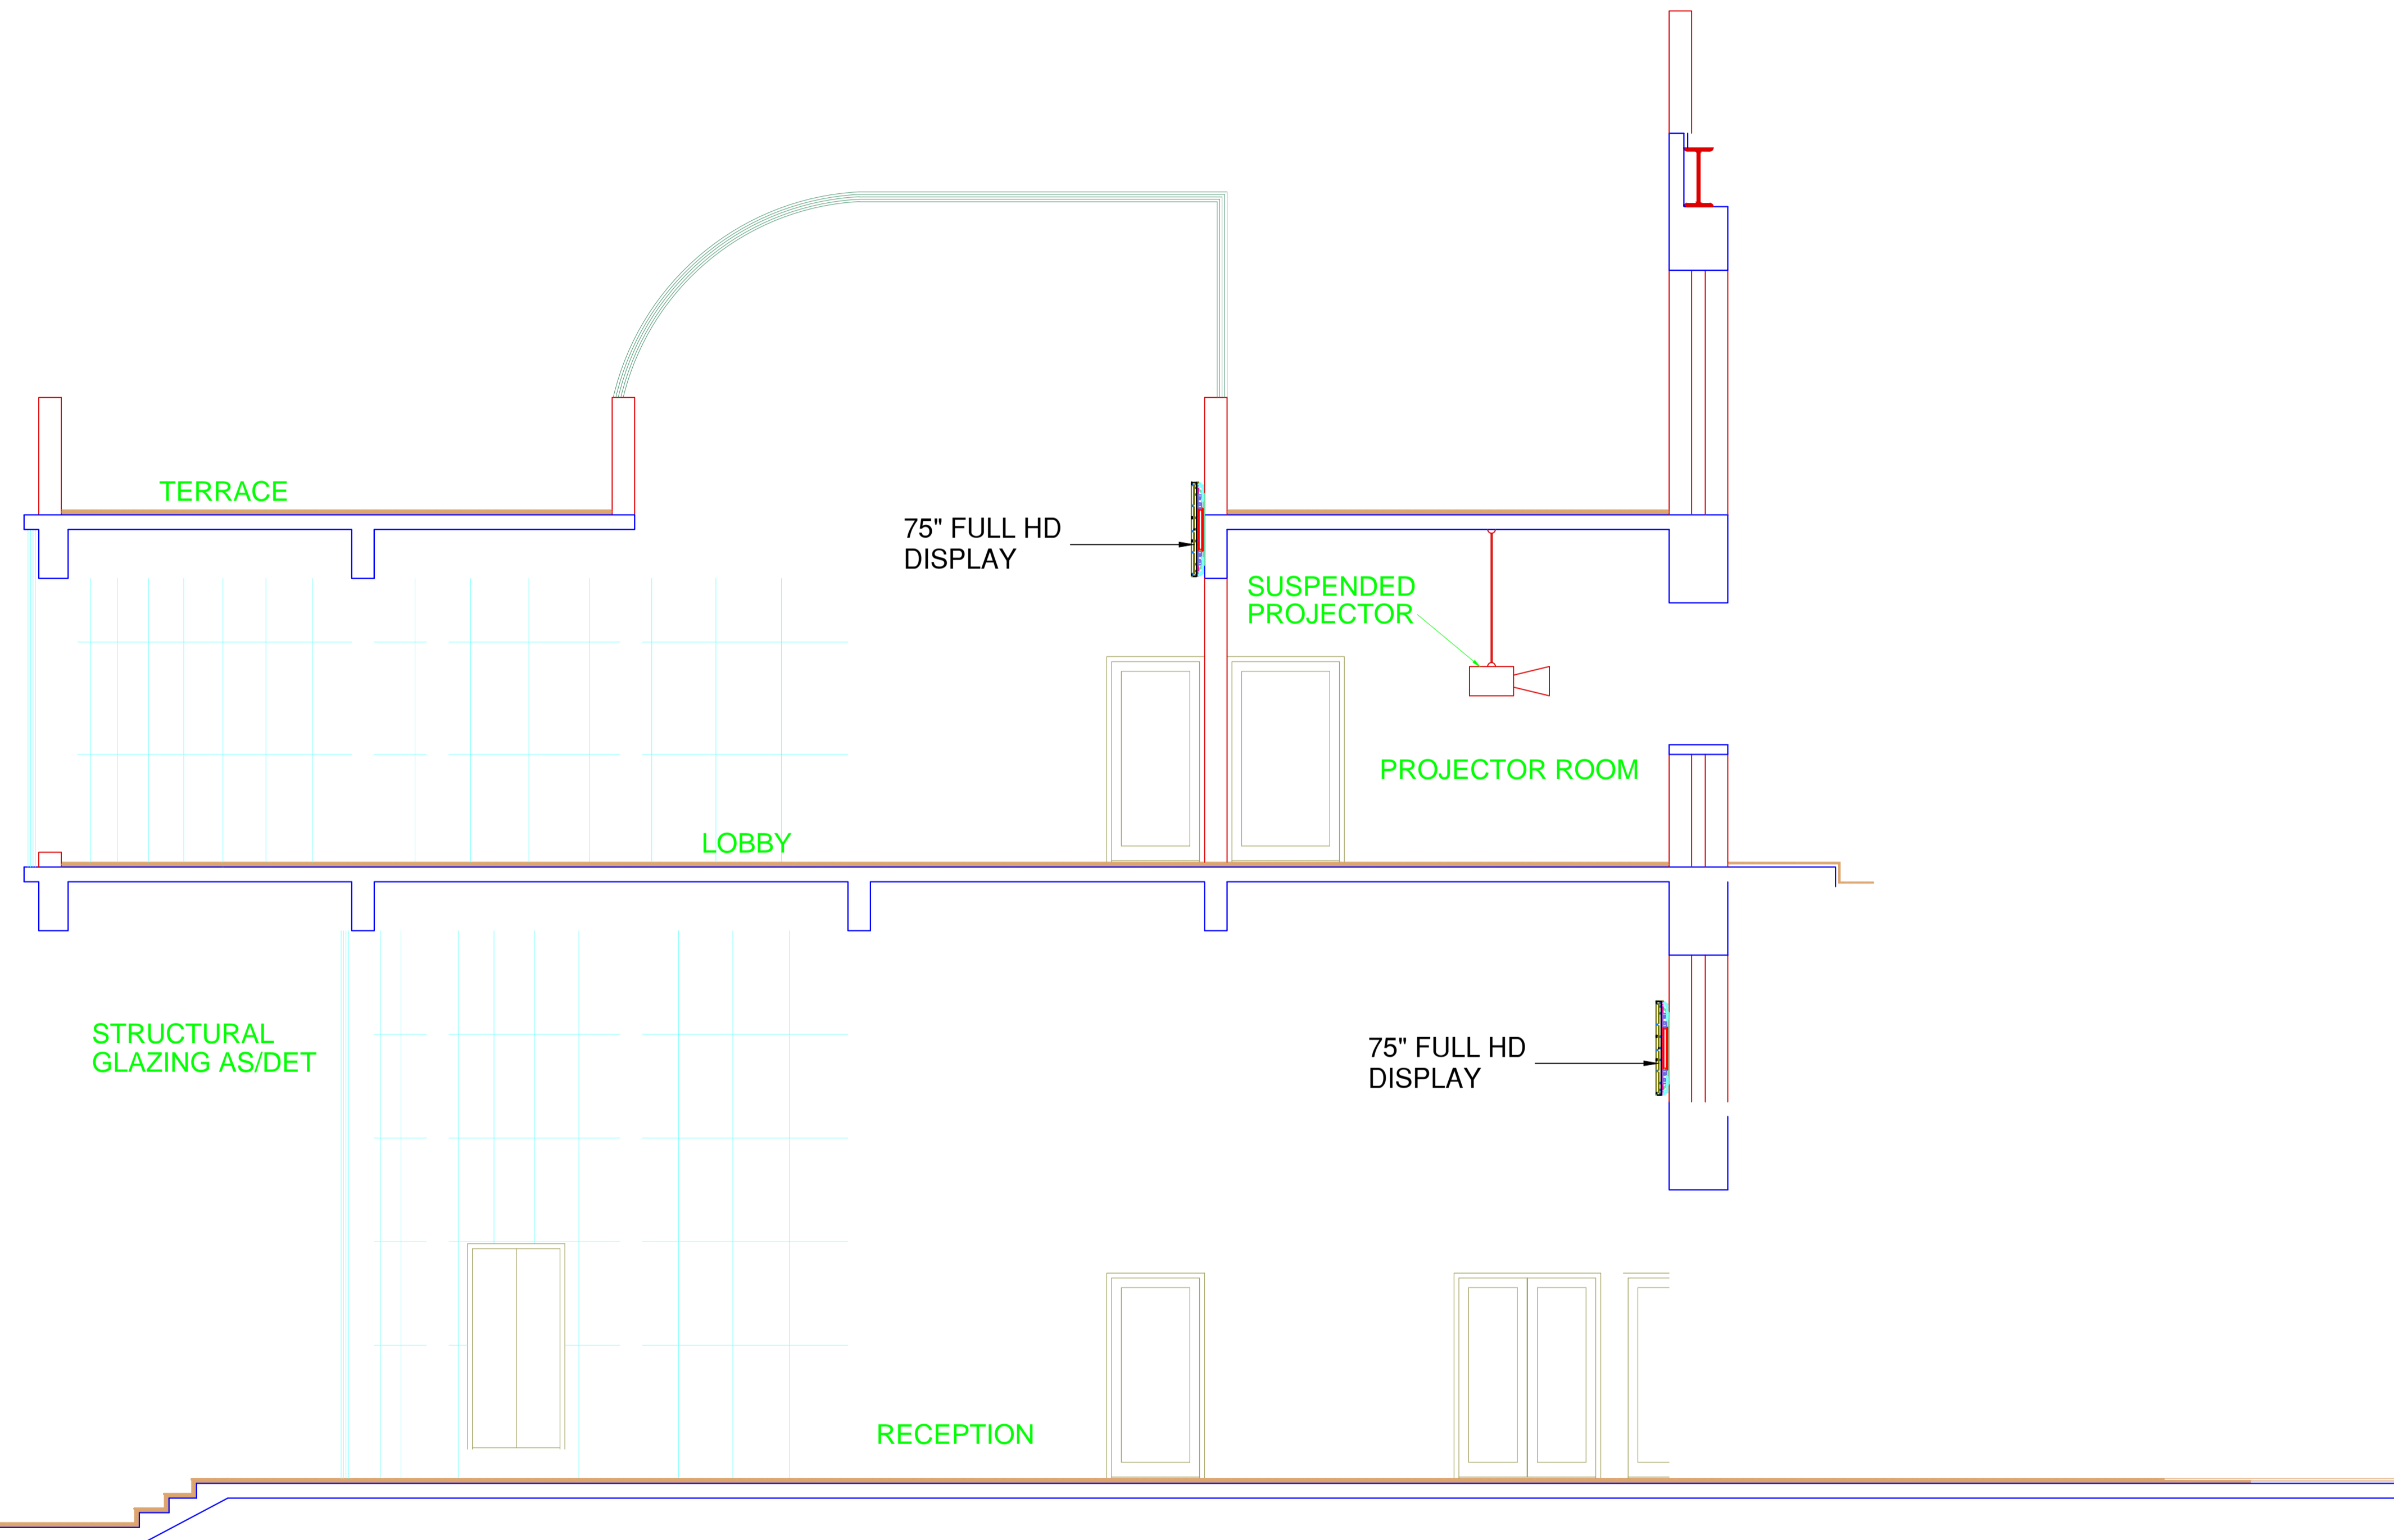 TERRACE
75" FULL HD
DISPLAY
SUSPENDED
PROJECTOR
PROJECTOR ROOM
LOBBY
STRUCTURAL
GLAZING AS/DET
75" FULL HD
DISPLAY
RECEPTION